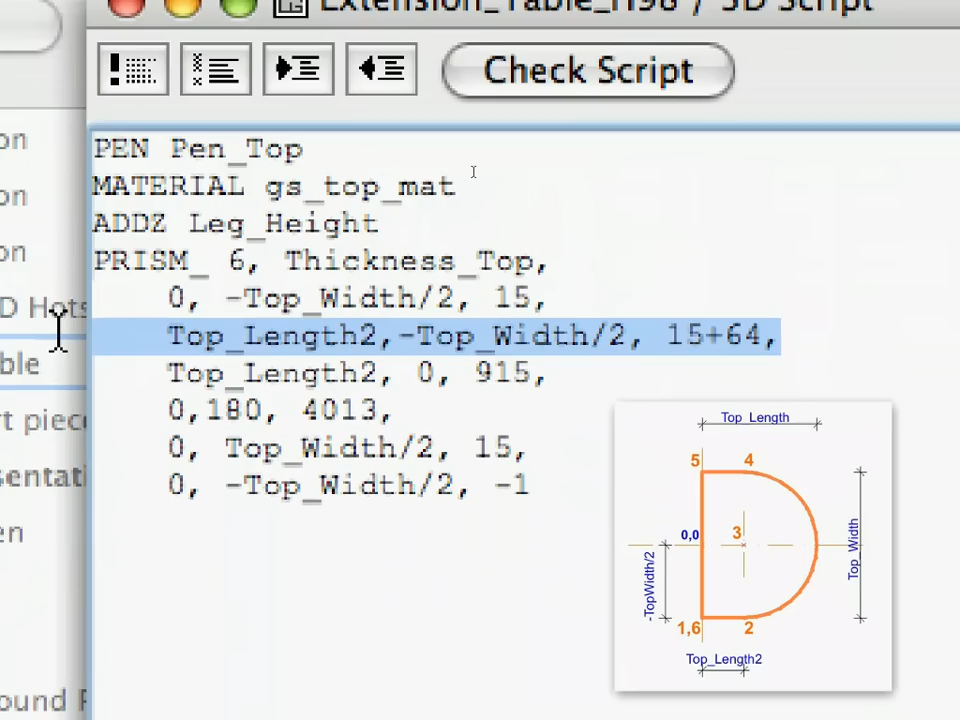 Extension_Table_H98 / 3D Script
Check Script
on
on
on
D Hots
ble
rt piec
sentati
en
ound F
PEN Pen_Top
MATERIAL gs_top_mat
ADDZ Leg_Height
PRISM_ 6, Thickness_Top,
0, -Top_Width/2, 15,
Top_Length2,-Top_Width/2, 15+64,
Top_Length2, 0, 915,
0,180, 4013,
0, Top_Width/2, 15,
0, -Top_Width/2, -1
Top_Length
5 4
0,0 3
-TopWidth/2
Top_Width
1,6 2
Top_Length2